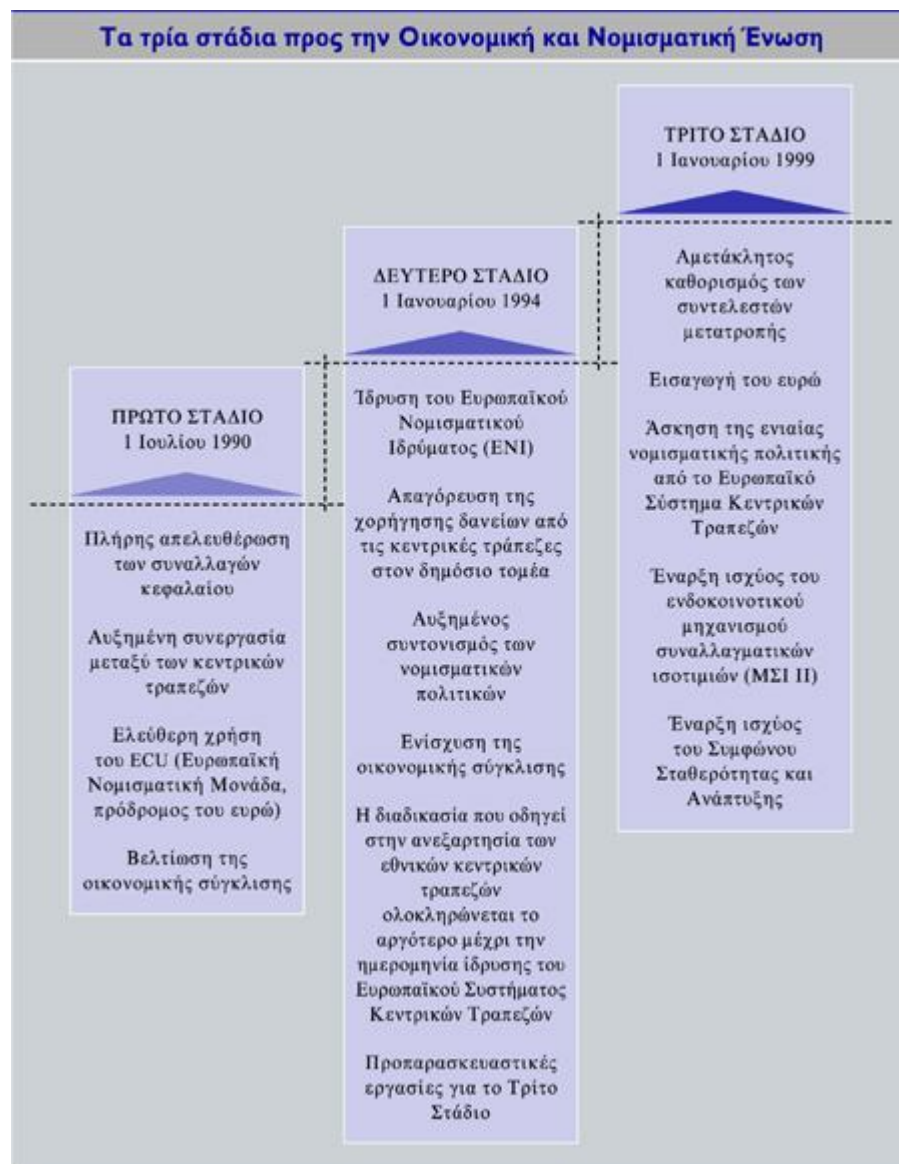 Τα τρία στάδια προς την Οικονομική και Νομισματική Ένωση
ΠΡΩΤΟ ΣΤΑΔΙΟ
1 Ιουλίου 1990
Πλήρης απελευθέρωση
των συναλλαγών
κεφαλαίου
Αυξημένη συνεργασία
μεταξύ των κεντρικών
τραπεζών
Ελεύθερη χρήση
του ECU (Ευρωπαϊκή
Νομισματική Μονάδα,
πρόδρομος του ευρώ)
Βελτίωση της
οικονομικής σύγκλισης
ΔΕΥΤΕΡΟ ΣΤΑΔΙΟ
1 Ιανουαρίου 1994
Ίδρυση του Ευρωπαϊκού
Νομισματικού
Ιδρύματος (ΕΝΙ)
Απαγόρευση της
χορήγησης δανείων από
τις κεντρικές τράπεζες
στον δημόσιο τομέα
Αυξημένος
συντονισμός των
νομισματικών
πολιτικών
Ενίσχυση της
οικονομικής σύγκλισης
Η διαδικασία που οδηγεί
στην ανεξαρτησία των
εθνικών κεντρικών
τραπεζών
ολοκληρώνεται το
αργότερο μέχρι την
ημερομηνία ίδρυσης του
Ευρωπαϊκού Συστήματος
Κεντρικών Τραπεζών
Προπαρασκευαστικές
εργασίες για το Τρίτο
Στάδιο
ΤΡΙΤΟ ΣΤΑΔΙΟ
1 Ιανουαρίου 1999
Αμετάκλητος
καθορισμός των
συντελεστών
μετατροπής
Εισαγωγή του ευρώ
Άσκηση της ενιαίας
νομισματικής πολιτικής
από το Ευρωπαϊκό
Σύστημα Κεντρικών
Τραπεζών
Έναρξη ισχύος του
ενδοκοινοτικού
μηχανισμού
συναλλαγματικών
ισοτιμιών (ΜΣΙ ΙΙ)
Έναρξη ισχύος
του Συμφώνου
Σταθερότητας και
Ανάπτυξης